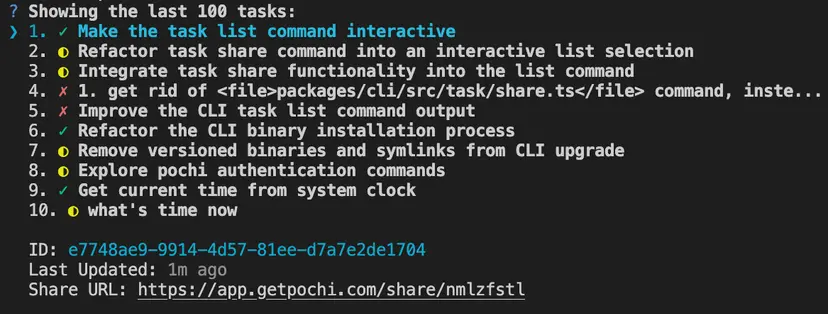 ? Showing the last 100 tasks:
❯ 1. ✓ Make the task list command interactive
2. ◐ Refactor task share command into an interactive list selection
3. ◐ Integrate task share functionality into the list command
4. ✗ 1. get rid of <file>packages/cli/src/task/share.ts</file> command, inste...
5. ✗ Improve the CLI task list command output
6. ✓ Refactor the CLI binary installation process
7. ◐ Remove versioned binaries and symlinks from CLI upgrade
8. ◐ Explore pochi authentication commands
9. ✓ Get current time from system clock
10. ◐ what's time now
ID: e7748ae9-9914-4d57-81ee-d7a7e2de1704
Last Updated: 1m ago
Share URL: https://app.getpochi.com/share/nmlzfstl